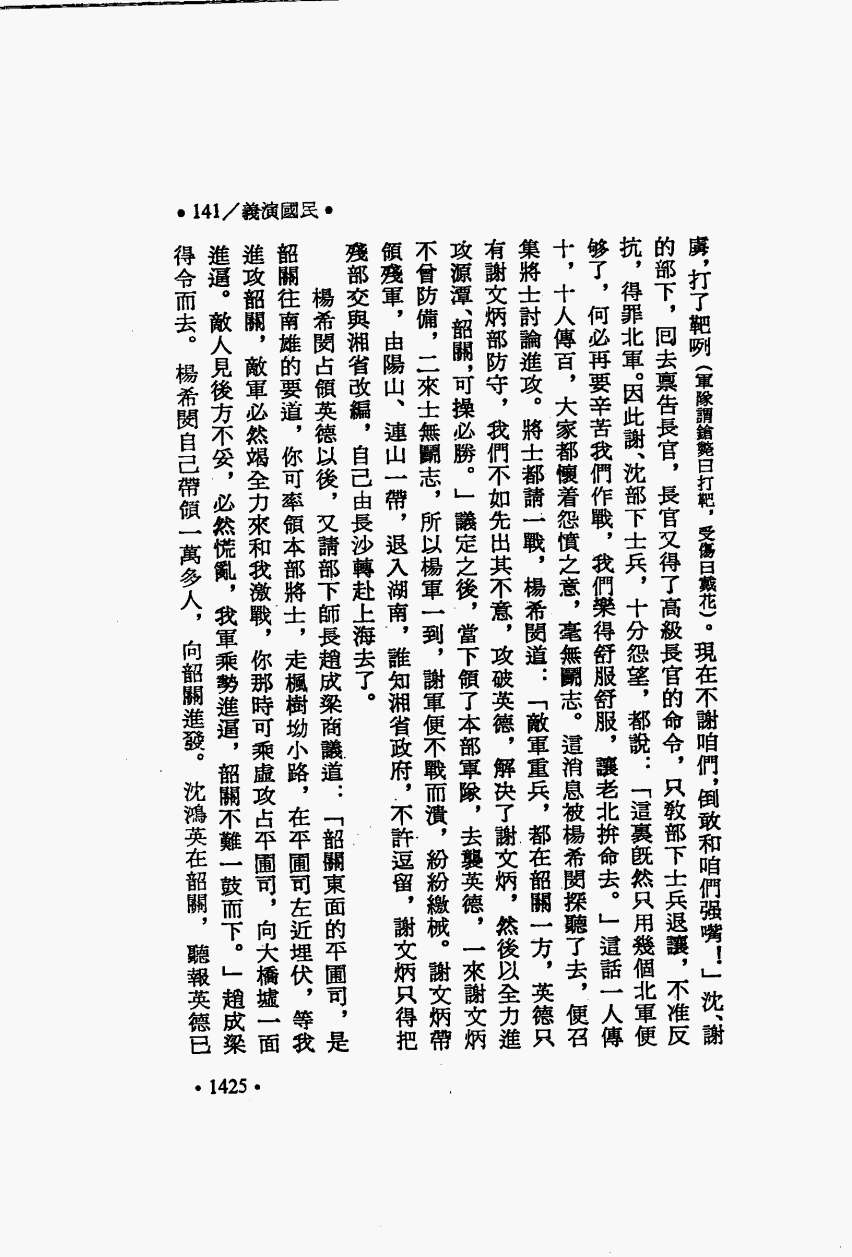 •141/義演國民•
虜，打了靶咧（軍隊謂鎗斃曰打靶，受傷曰戴花）。現在不謝咱們，倒敢和咱們强嘴！」沈、謝
的部下，囘去禀告長官，長官又得了高級長官的命令，只敎部下士兵退讓，不准反
抗，得罪北軍。因此謝、沈部下士兵，十分怨望，都說：「這裏旣然只用幾個北軍便
够了，何必再要辛苦我們作戰，我們樂得舒服舒服，讓老北拚命去。」這話一人傳
十，十人傳百，大家都懷着怨憤之意，毫無鬭志。這消息被楊希閔探聽了去，便召
集將士討論進攻。將士都請一戰，楊希閔道：「敵軍重兵，都在韶關一方，英德只
有謝文炳部防守，我們不如先出其不意，攻破英德，解决了謝文炳，然後以全力進
攻源潭、韶關，可操必勝。」議定之後，當下領了本部軍隊，去襲英德，一來謝文炳
不曾防備，二來士無鬭志，所以楊軍一到，謝軍便不戰而潰，紛紛繳械。謝文炳帶
領殘軍，由陽山、連山一帶，退入湖南，誰知湘省政府，不許逗留，謝文炳只得把
殘部交與湘省改編，自己由長沙轉赴上海去了。
楊希閔占領英德以後，又請部下師長趙成梁商議道：「韶關東面的平圃司，是
韶關往南雄的要道，你可率領本部將士，走楓樹坳小路，在平圃司左近埋伏，等我
進攻韶關，敵軍必然竭全力來和我激戰，你那時可乘虛攻占平圃司，向大橋墟一面
進逼。敵人見後方不妥，必然慌亂，我軍乘勢進逼，韶關不難一鼓而下。」趙成梁
得令而去。楊希閔自己帶領一萬多人，向韶關進發。沈鴻英在韶關，聽報英德已
•1425•